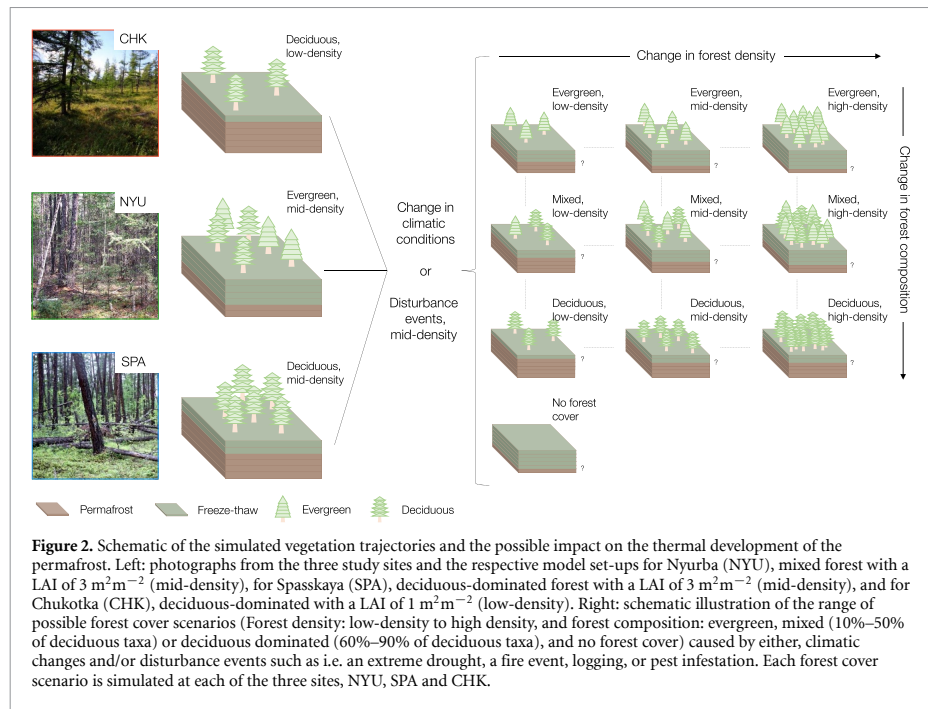 CHK
Deciduous,
low-density
NYU
Evergreen,
mid-density
SPA
Deciduous,
mid-density
Change in
climatic
conditions
or
Disturbance
events,
mid-density
Change in forest density
Evergreen,
low-density
Evergreen,
mid-density
Evergreen,
high-density
?
?
?
Mixed,
low-density
Mixed,
mid-density
Mixed,
high-density
?
?
?
Deciduous,
low-density
Deciduous,
mid-density
Deciduous,
high-density
?
?
?
No forest
cover
?
Change in forest composition
Permafrost
Freeze-thaw
Evergreen
Deciduous
Figure 2. Schematic of the simulated vegetation trajectories and the possible impact on the thermal development of the
permafrost. Left: photographs from the three study sites and the respective model set-ups for Nyurba (NYU), mixed forest with a
LAI of 3 m²m⁻² (mid-density), for Spasskaya (SPA), deciduous-dominated forest with a LAI of 3 m²m⁻² (mid-density), and for
Chukotka (CHK), deciduous-dominated with a LAI of 1 m²m⁻² (low-density). Right: schematic illustration of the range of
possible forest cover scenarios (Forest density: low-density to high density, and forest composition: evergreen, mixed (10%–50%
of deciduous taxa) or deciduous dominated (60%–90% of deciduous taxa), and no forest cover) caused by either, climatic
changes and/or disturbance events such as i.e. an extreme drought, a fire event, logging, or pest infestation. Each forest cover
scenario is simulated at each of the three sites, NYU, SPA and CHK.